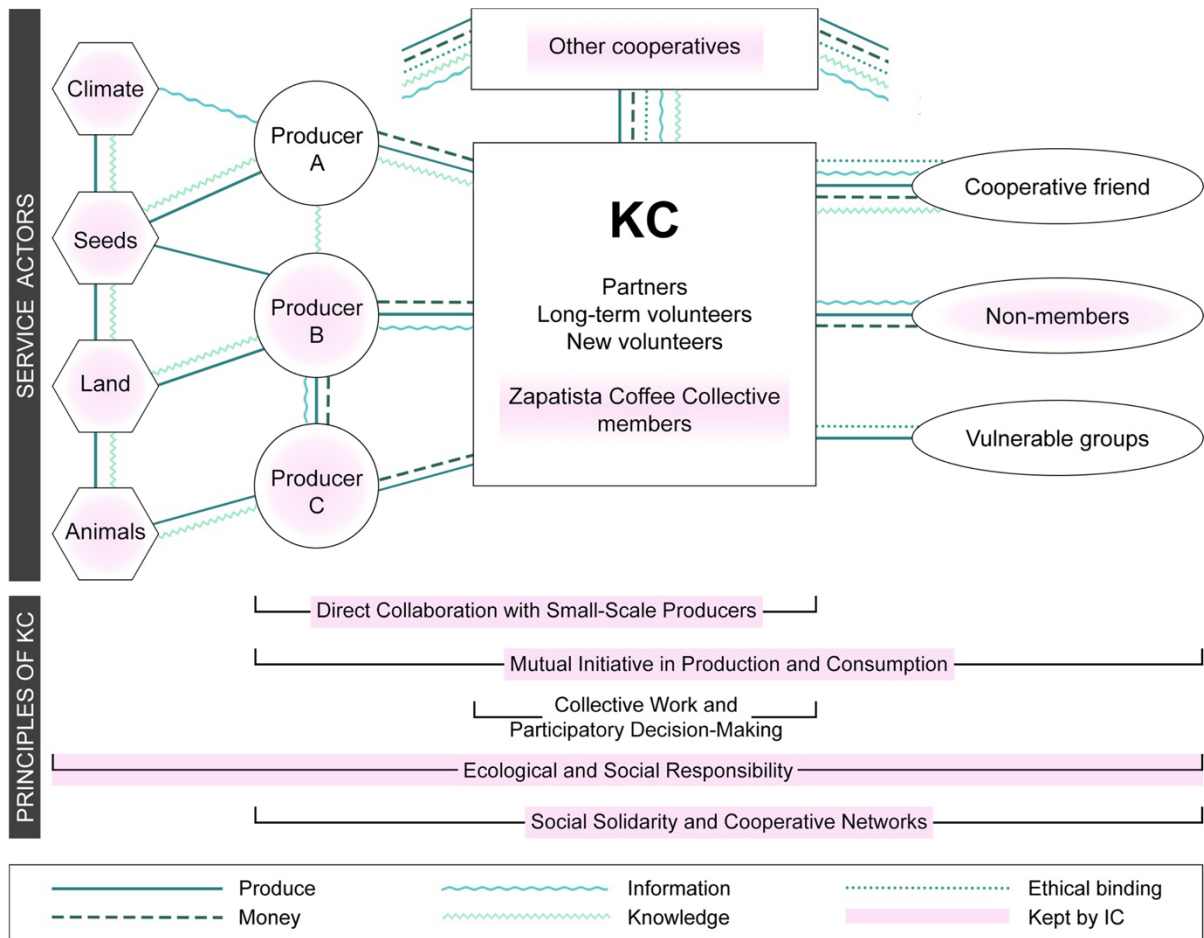 SERVICE ACTORS
Climate
Seeds
Land
Animals
Producer
A
Producer
B
Producer
C
Other cooperatives
KC
Partners
Long-term volunteers
New volunteers
Zapatista Coffee Collective
members
Cooperative friend
Non-members
Vulnerable groups
PRINCIPLES OF KC
Direct Collaboration with Small-Scale Producers
Mutual Initiative in Production and Consumption
Collective Work and
Participatory Decision-Making
Ecological and Social Responsibility
Social Solidarity and Cooperative Networks
Produce
Money
Information
Knowledge
Ethical binding
Kept by IC